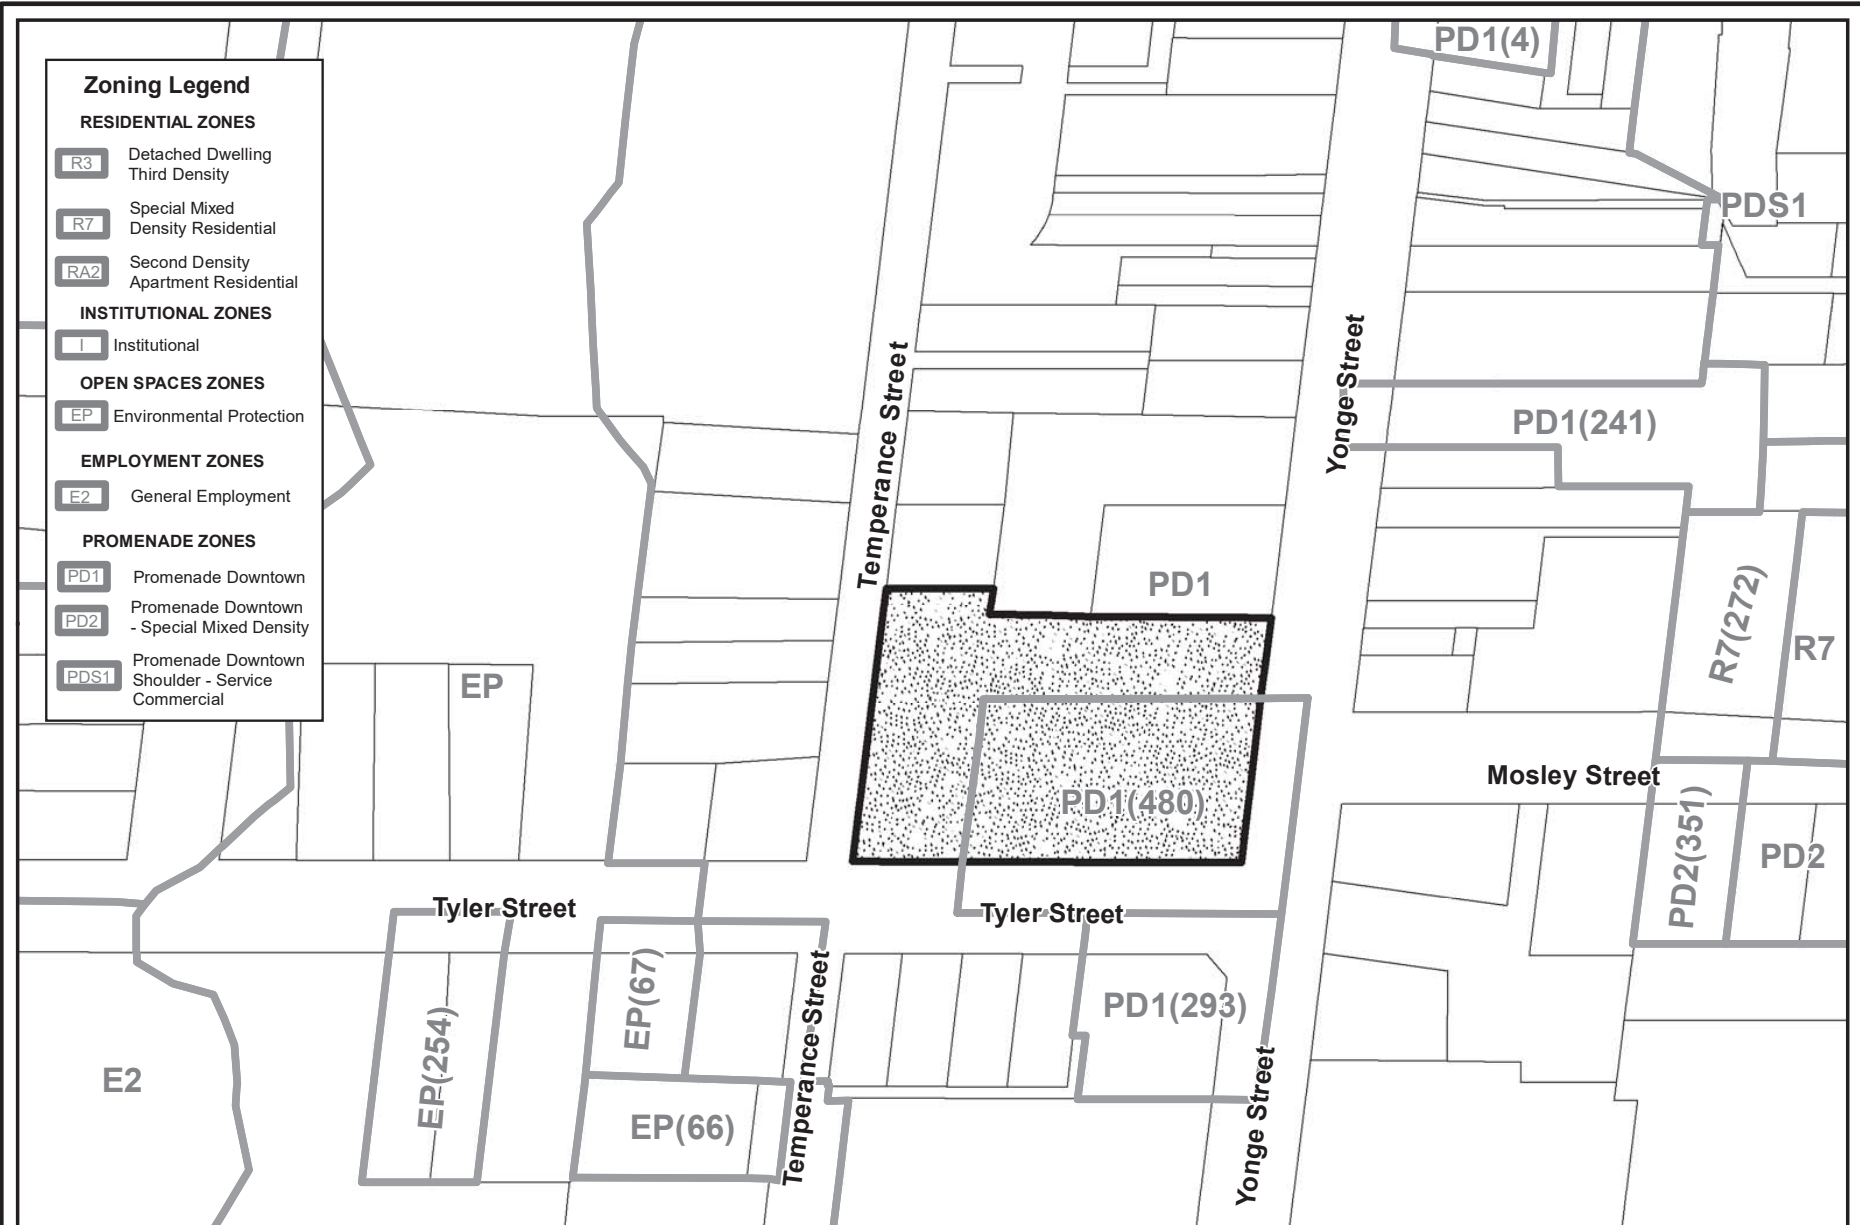 Zoning Legend
RESIDENTIAL ZONES
R3
Detached Dwelling
Third Density
R7
Special Mixed
Density Residential
RA2
Second Density
Apartment Residential
INSTITUTIONAL ZONES
I
Institutional
OPEN SPACES ZONES
EP
Environmental Protection
EMPLOYMENT ZONES
E2
General Employment
PROMENADE ZONES
PD1
Promenade Downtown
PD2
Promenade Downtown
- Special Mixed Density
PDS1
Promenade Downtown
Shoulder - Service
Commercial
PD1(4)
PDS1
Temperance Street
Yonge Street
PD1(241)
PD1
R7(272)
R7
EP
PD1(480)
Mosley Street
PD2(351)
PD2
Tyler Street
Tyler Street
EP(67)
Temperance Street
PD1(293)
EP(254)
E2
EP(66)
Yonge Street